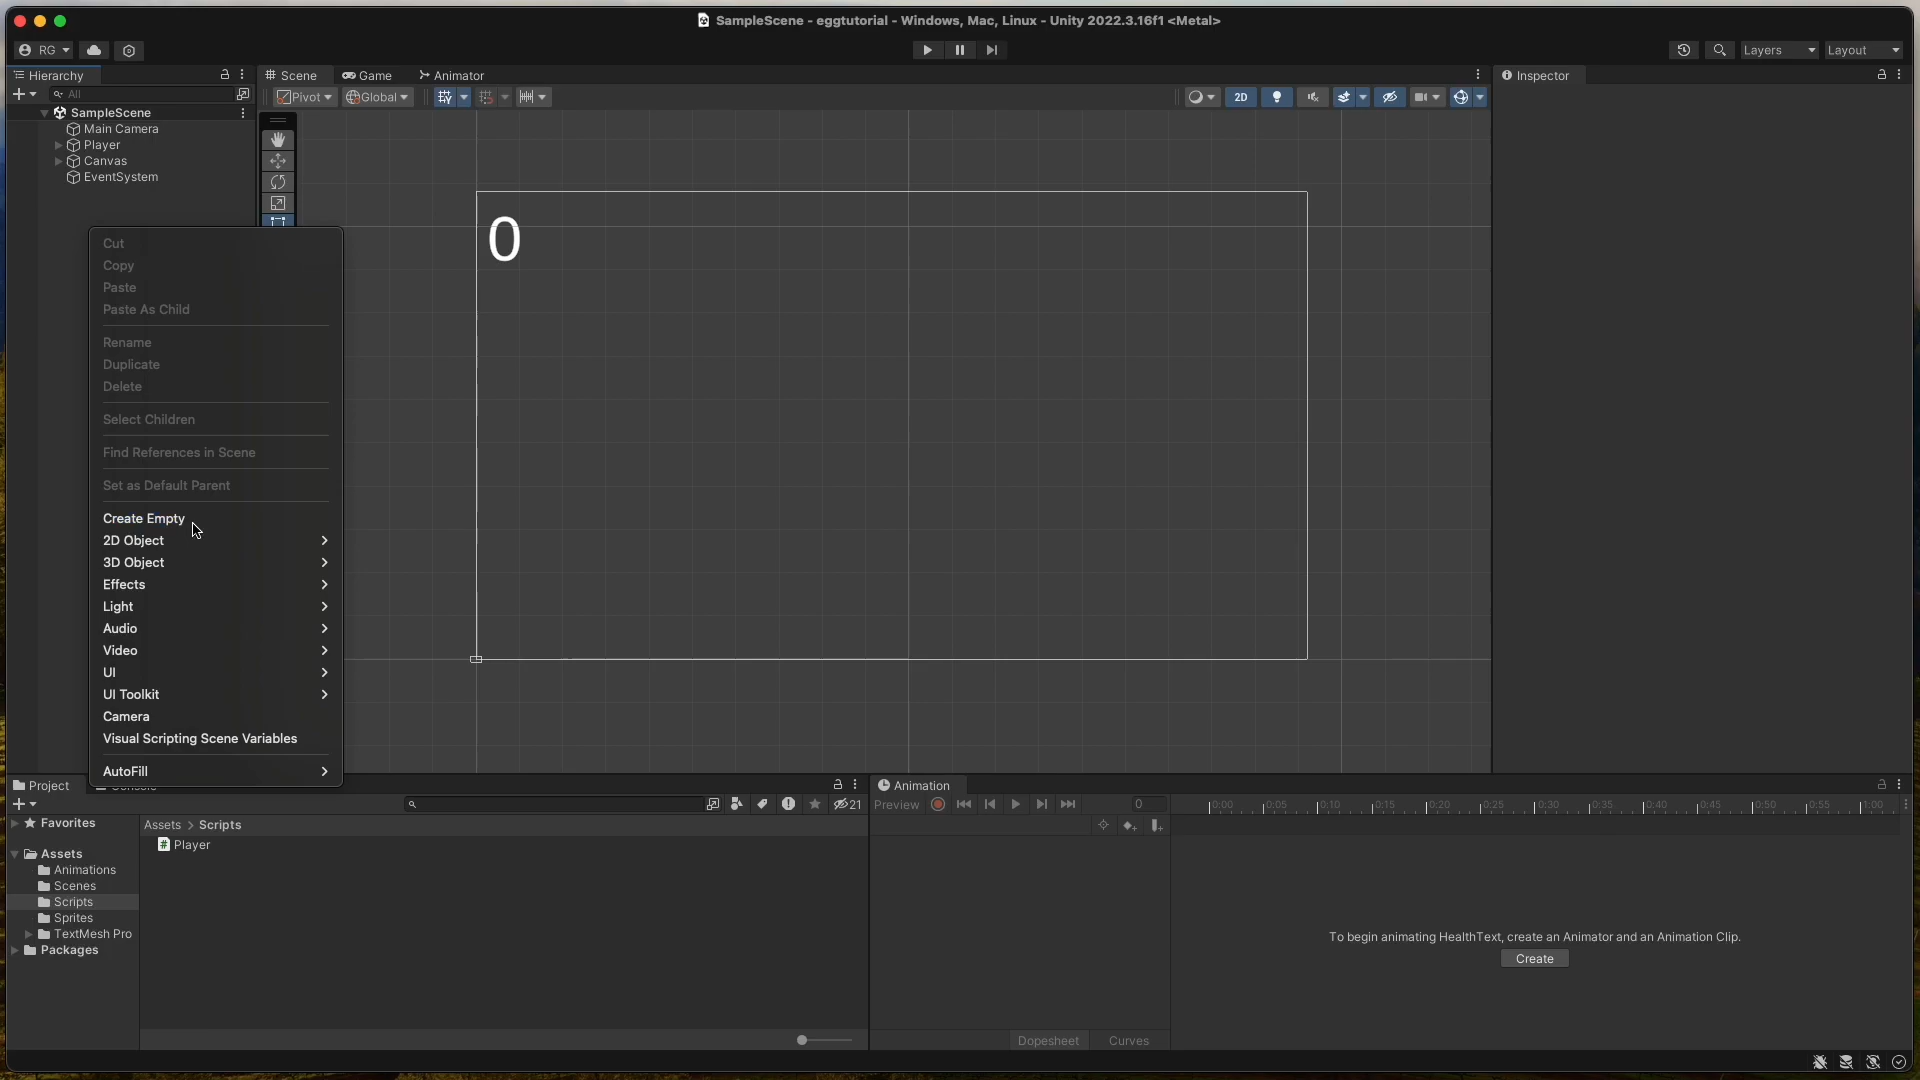 SampleScene - eggtutorial - Windows, Mac, Linux - Unity 2022.3.16f1 <Metal>
RG
Layers
Layout
Hierarchy
Scene
Game
Animator
Inspector
All
Pivot
Global
2D
SampleScene
Main Camera
Player
Canvas
EventSystem
0
Cut
Copy
Paste
Paste As Child
Rename
Duplicate
Delete
Select Children
Find References in Scene
Set as Default Parent
Create Empty
2D Object
3D Object
Effects
Light
Audio
Video
UI
UI Toolkit
Camera
Visual Scripting Scene Variables
AutoFill
Project
Console
Animation
21
Preview
0
0:00
0:05
0:10
0:15
0:20
0:25
0:30
0:35
0:40
0:45
0:50
0:55
1:00
Favorites
Assets > Scripts
Player
Assets
Animations
Scenes
Scripts
Sprites
TextMesh Pro
Packages
To begin animating HealthText, create an Animator and an Animation Clip.
Create
Dopesheet
Curves